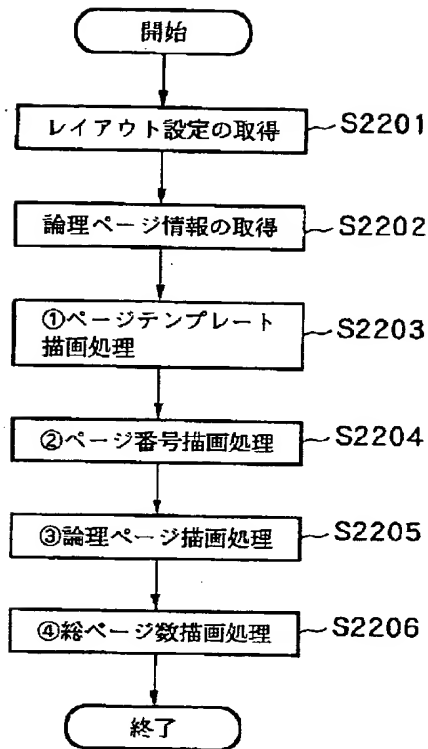 開始
レイアウト設定の取得
S2201
論理ページ情報の取得
S2202
①ページテンプレート
描画処理
S2203
②ページ番号描画処理
S2204
③論理ページ描画処理
S2205
④総ページ数描画処理
S2206
終了